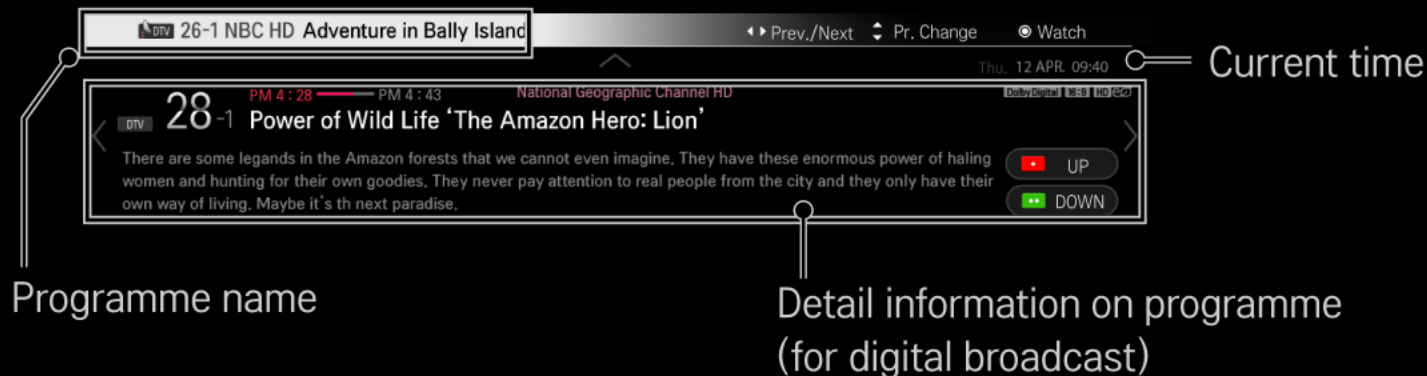 DTV 26-1 NBC HD Adventure in Bally Island
Prev./Next Pr. Change Watch
Thu. 12 APR. 09:40
Current time
PM 4 : 28 PM 4 : 43 National Geographic Channel HD
Dolby Digital 16:9 HD
DTV 28-1 Power of Wild Life ‘The Amazon Hero: Lion’
There are some legands in the Amazon forests that we cannot even imagine. They have these enormous power of haling
women and hunting for their own goodies. They never pay attention to real people from the city and they only have their
own way of living. Maybe it's th next paradise.
UP
DOWN
Programme name
Detail information on programme
(for digital broadcast)